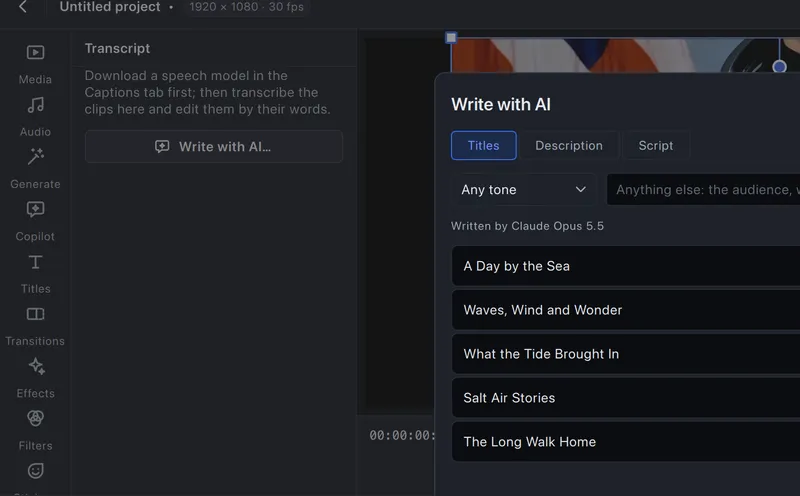 Untitled project •
1920 × 1080 · 30 fps
Media
Audio
Generate
Copilot
Titles
Transitions
Effects
Filters
Transcript
Download a speech model in the
Captions tab first; then transcribe the
clips here and edit them by their words.
Write with AI...
00:00:00:
Write with AI
Titles
Description
Script
Any tone
Anything else: the audience,
Written by Claude Opus 5.5
A Day by the Sea
Waves, Wind and Wonder
What the Tide Brought In
Salt Air Stories
The Long Walk Home